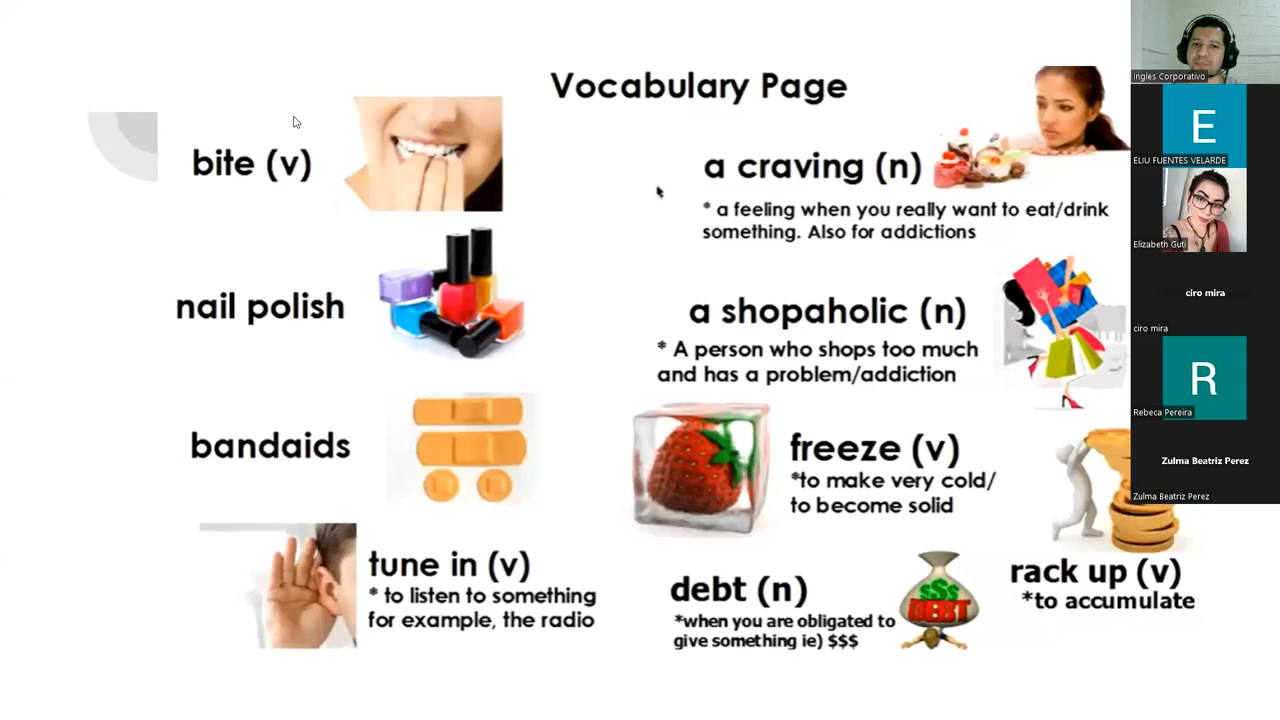 Vocabulary Page
bite (v)
nail polish
bandaids
tune in (v)
* to listen to something
for example, the radio
a craving (n)
* a feeling when you really want to eat/drink
something. Also for addictions
a shopaholic (n)
* A person who shops too much
and has a problem/addiction
freeze (v)
*to make very cold/
to become solid
debt (n)
*when you are obligated to
give something ie) $$$
$$$
DEBT
rack up (v)
*to accumulate
Ingles Corporativo
E
ELIU FUENTES VELARDE
Elizabeth Guti
ciro mira
ciro mira
R
Rebeca Pereira
Zulma Beatriz Perez
Zulma Beatriz Perez